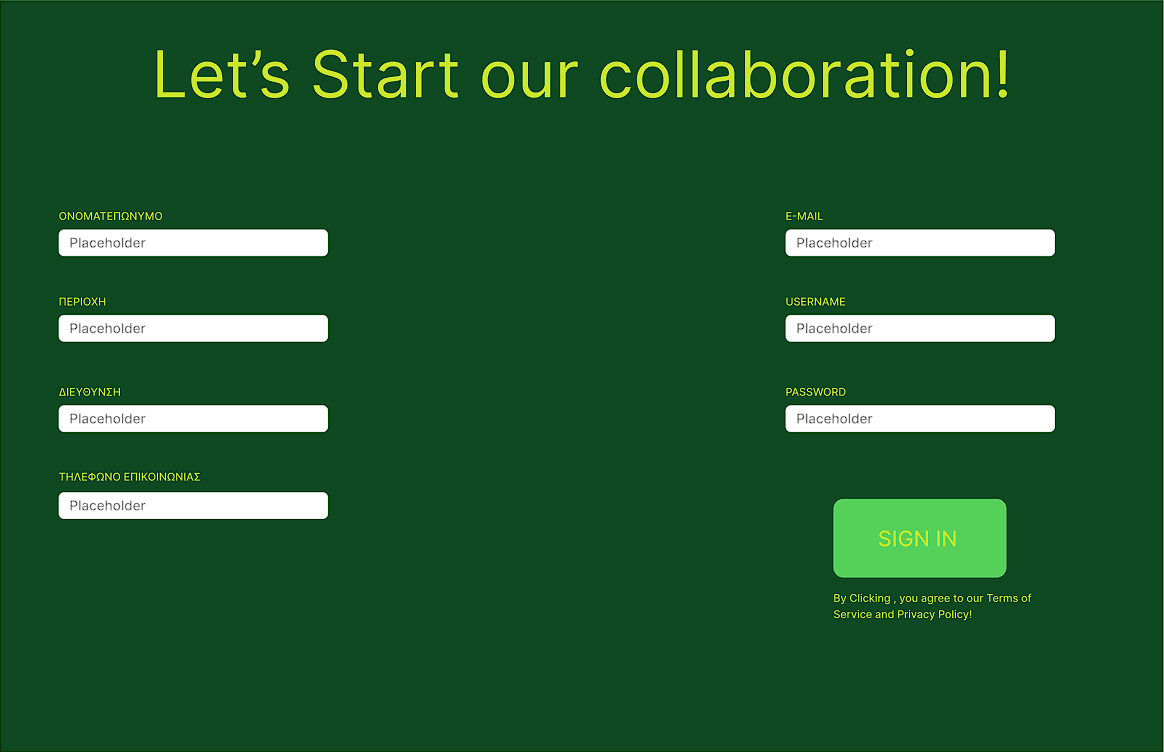 Let’s Start our collaboration!
ΟΝΟΜΑΤΕΠΩΝΥΜΟ
Placeholder
ΠΕΡΙΟΧΗ
Placeholder
ΔΙΕΥΘΥΝΣΗ
Placeholder
ΤΗΛΕΦΩΝΟ ΕΠΙΚΟΙΝΩΝΙΑΣ
Placeholder
E-MAIL
Placeholder
USERNAME
Placeholder
PASSWORD
Placeholder
SIGN IN
By Clicking , you agree to our Terms of
Service and Privacy Policy!